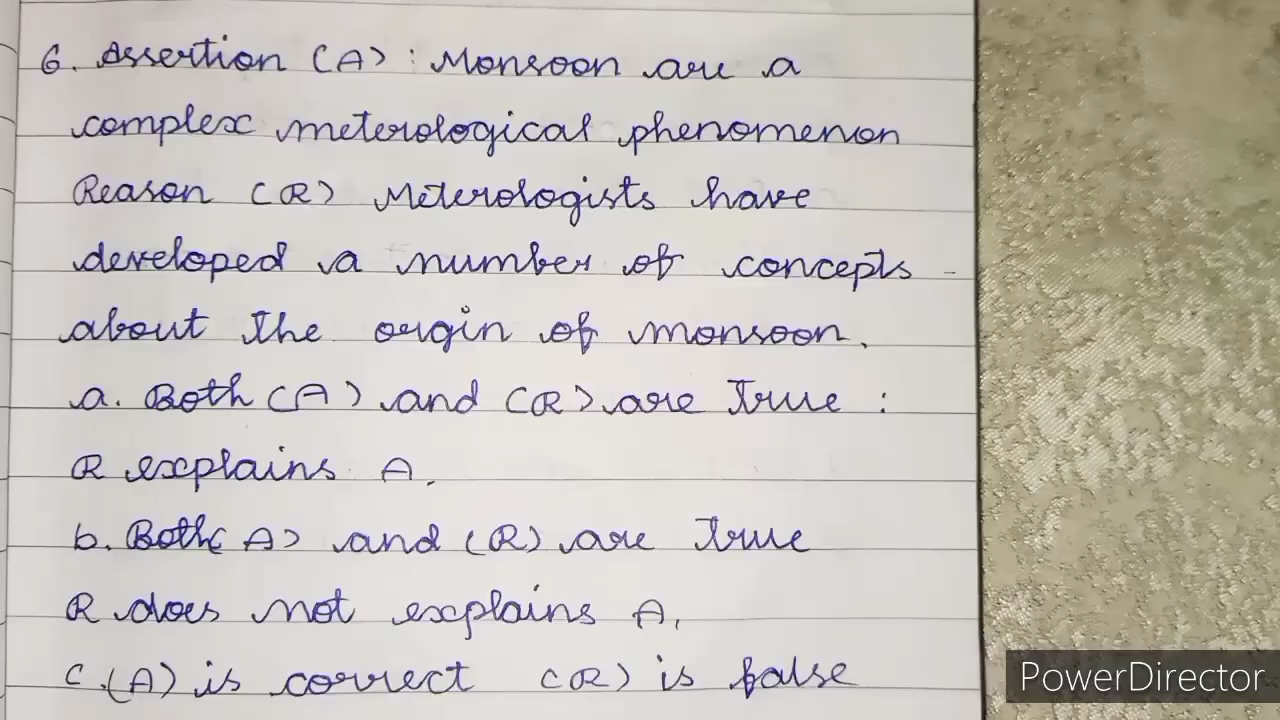 6. Assertion (A) : Monsoon are a
complex meterological phenomenon
Reason (R) Meterologists have
developed a number of concepts
about the origin of monsoon.
a. Both (A) and (R) are true :
R explains A.
b. Both (A) and (R) are true
R does not explains A.
c. (A) is correct (R) is false
PowerDirector